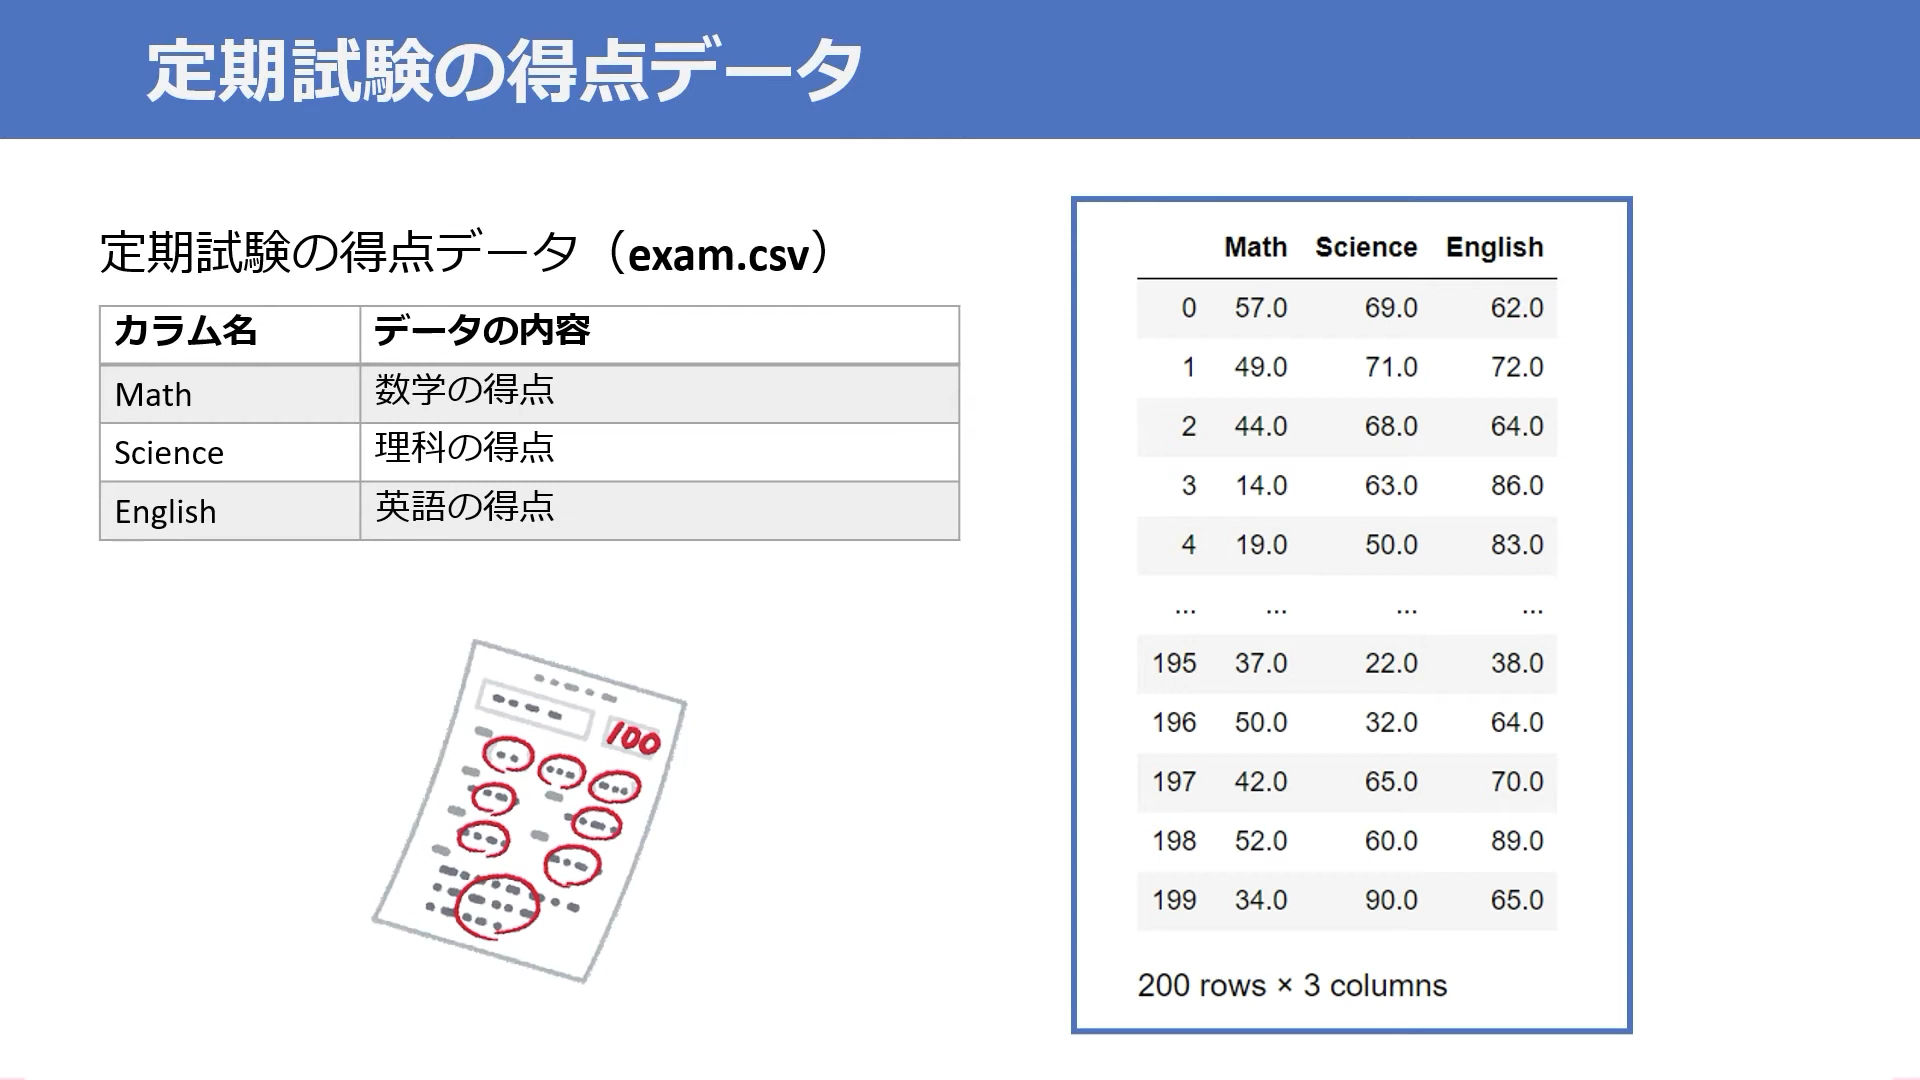 定期試験の得点データ
定期試験の得点データ（exam.csv）
カラム名 データの内容
Math 数学の得点
Science 理科の得点
English 英語の得点
100
Math Science English
0 57.0 69.0 62.0
1 49.0 71.0 72.0
2 44.0 68.0 64.0
3 14.0 63.0 86.0
4 19.0 50.0 83.0
... ... ... ...
195 37.0 22.0 38.0
196 50.0 32.0 64.0
197 42.0 65.0 70.0
198 52.0 60.0 89.0
199 34.0 90.0 65.0
200 rows × 3 columns